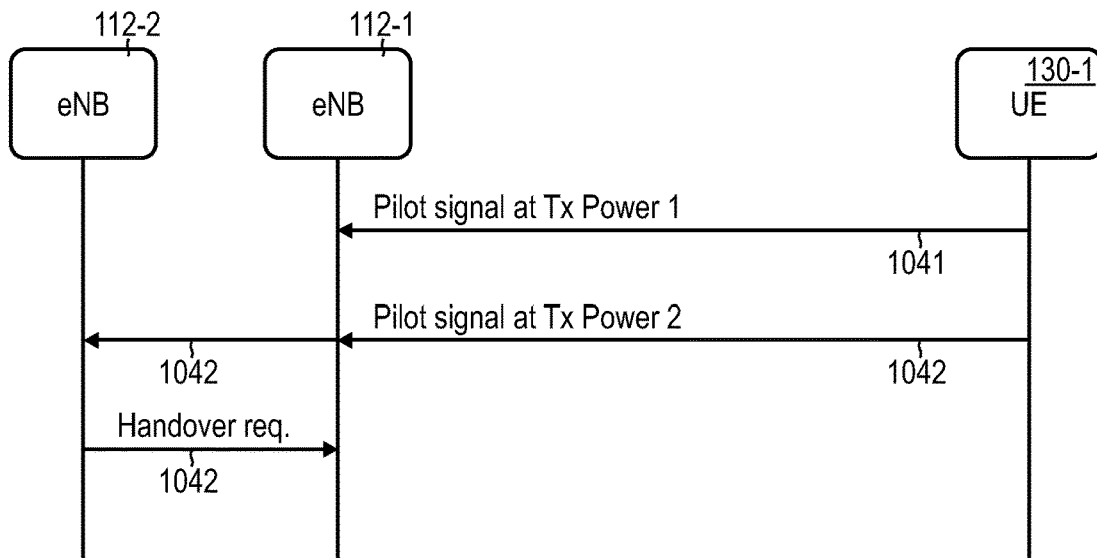 112-2
112-1
eNB
eNB
130-1
UE
Pilot signal at Tx Power 1
1041
Pilot signal at Tx Power 2
1042
1042
Handover req.
1042